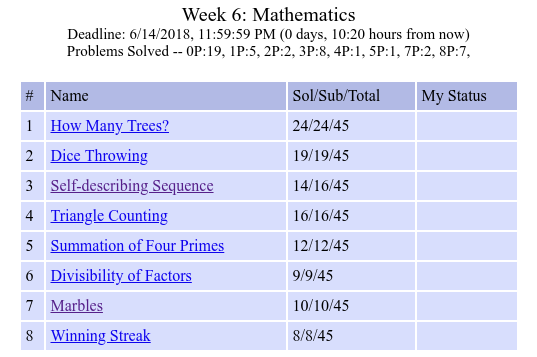 Week 6: Mathematics
Deadline: 6/14/2018, 11:59:59 PM (0 days, 10:20 hours from now)
Problems Solved -- 0P:19, 1P:5, 2P:2, 3P:8, 4P:1, 5P:1, 7P:2, 8P:7,
# Name Sol/Sub/Total My Status
1 How Many Trees? 24/24/45
2 Dice Throwing 19/19/45
3 Self-describing Sequence 14/16/45
4 Triangle Counting 16/16/45
5 Summation of Four Primes 12/12/45
6 Divisibility of Factors 9/9/45
7 Marbles 10/10/45
8 Winning Streak 8/8/45